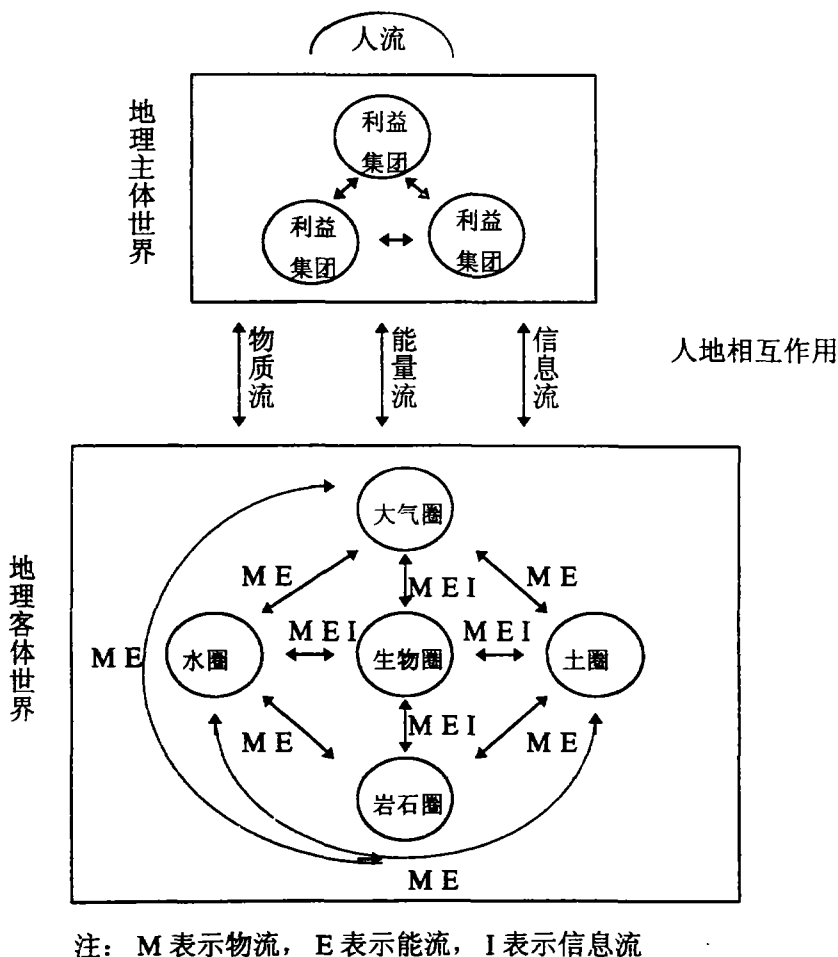 人流
地理主体世界
利益
集团
利益
集团
利益
集团
物质流
能量流
信息流
人地相互作用
地理客体世界
大气圈
M E
M E I
M E
M E
水圈
M E I
生物圈
M E I
土圈
M E
M E I
M E
岩石圈
M E
注： M 表示物流， E 表示能流， I 表示信息流